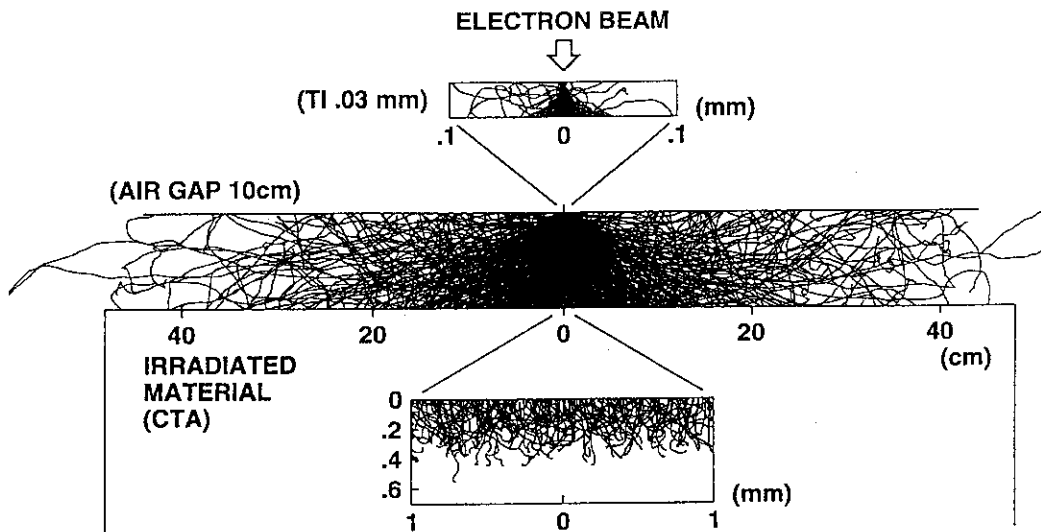 ELECTRON BEAM
(TI .03 mm)
.1 0 .1 (mm)
(AIR GAP 10cm)
40 20 0 20 40
(cm)
IRRADIATED
MATERIAL
(CTA)
0
.2
.4
.6
1 0 1
(mm)